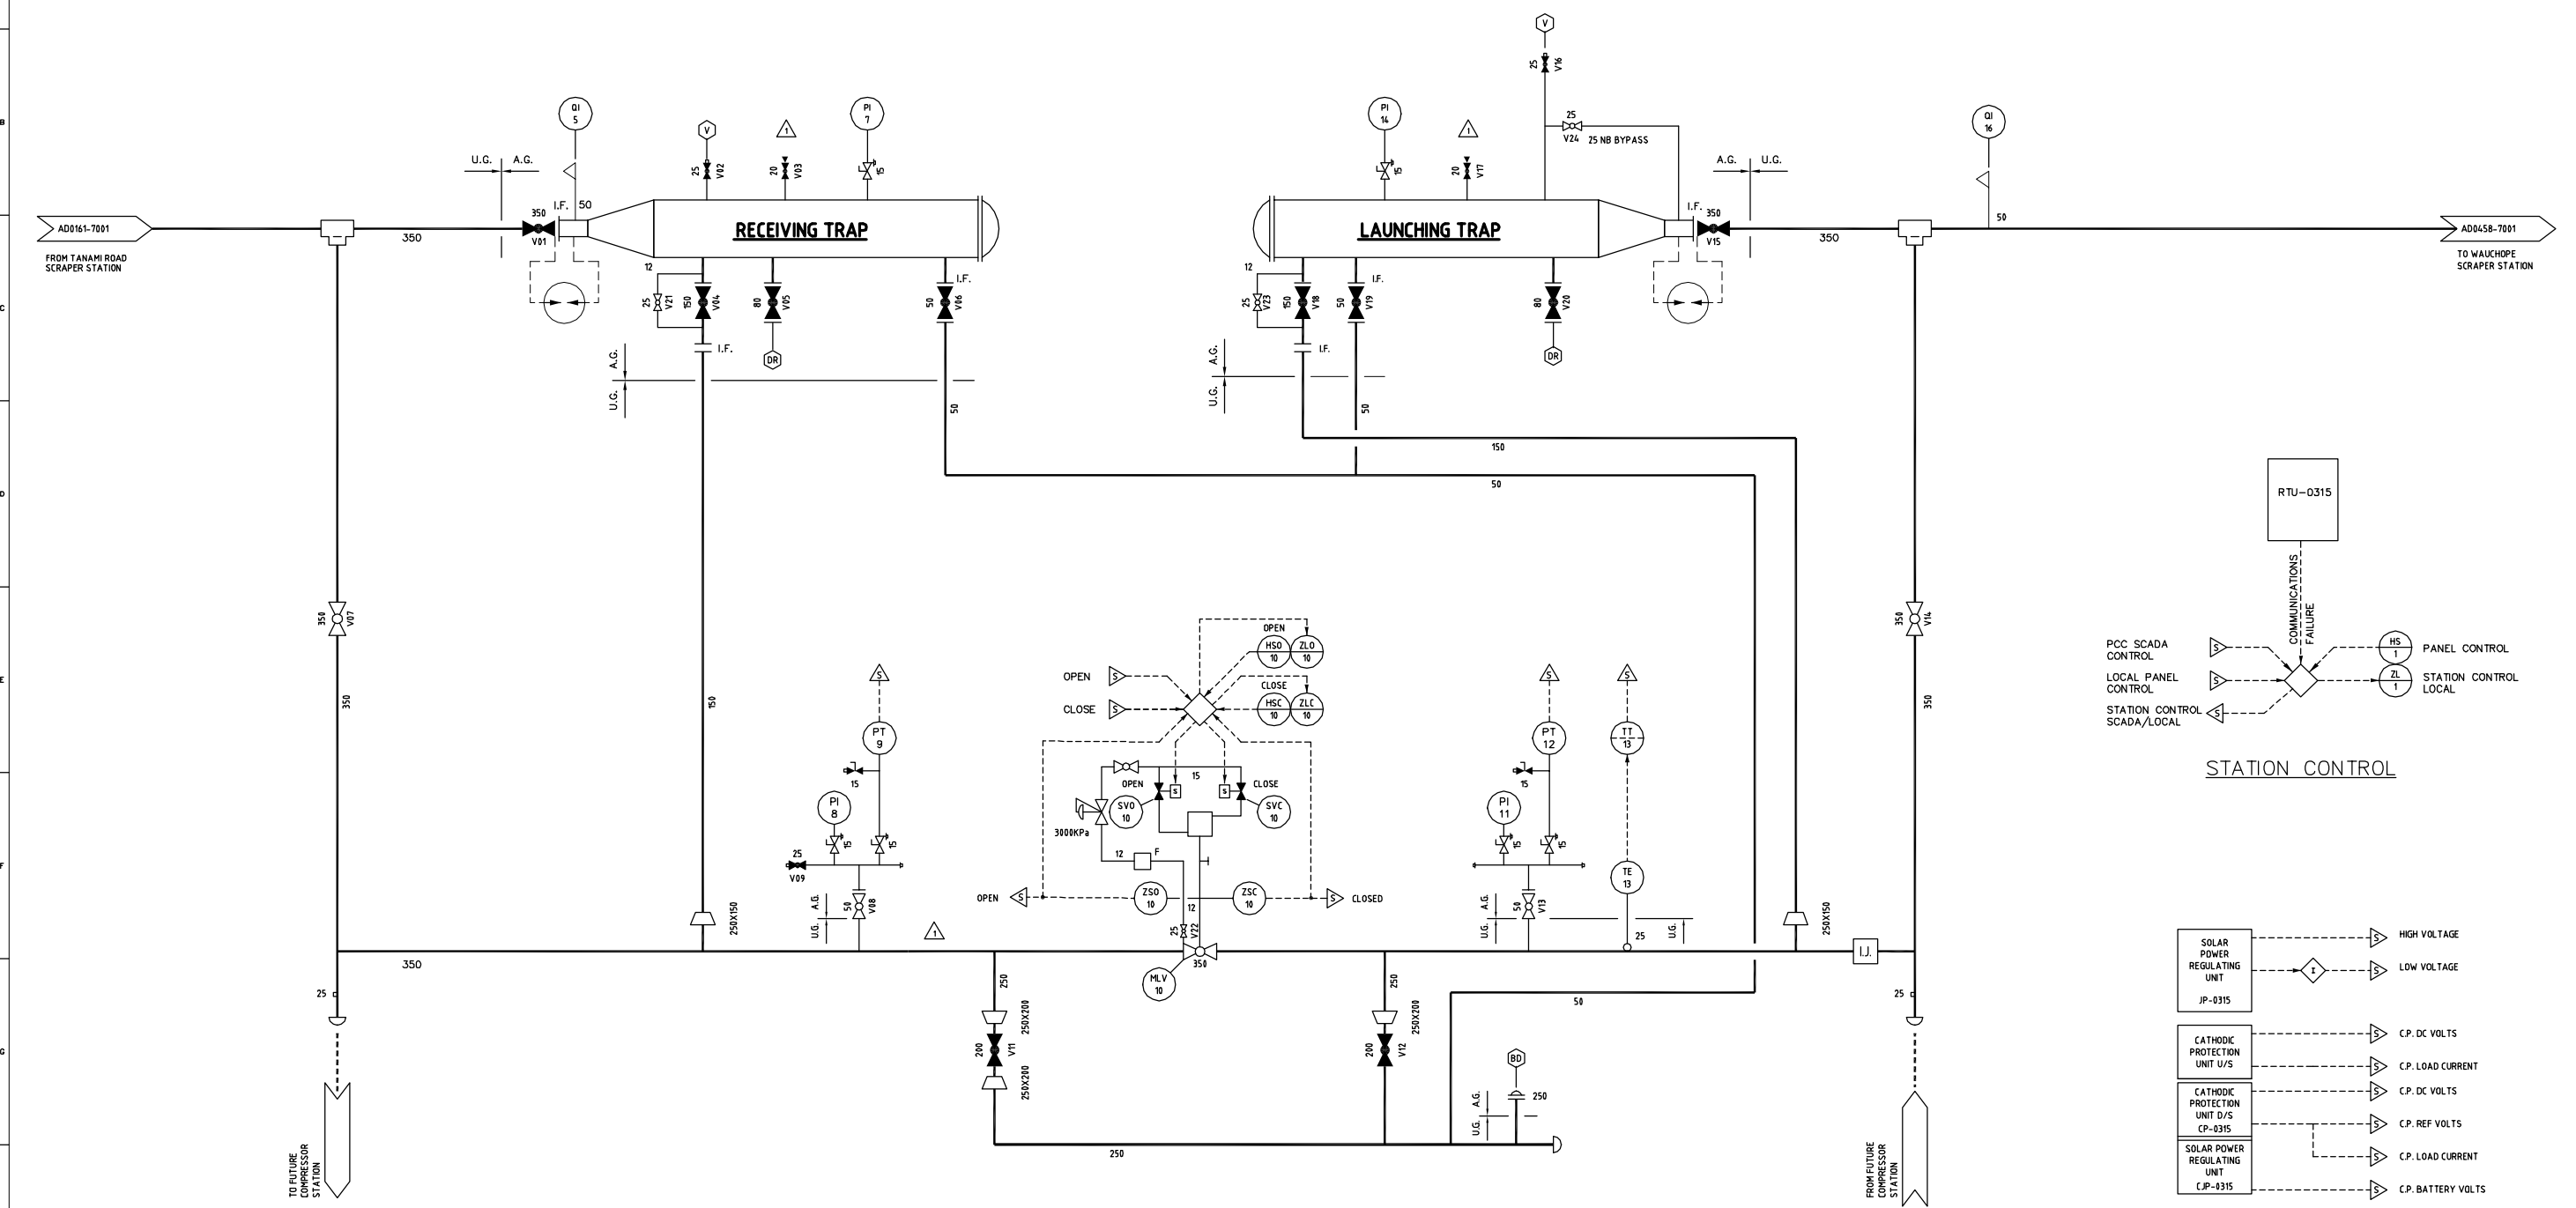 B
C
D
E
F
G
V
25
V16
QI
5
V
25
V02
1
20
V03
PI
7
15
PI
14
15
1
20
V17
25
V24
25 NB BYPASS
QI
16
U.G.
A.G.
A.G.
U.G.
AD0161-7001
FROM TANAMI ROAD
SCRAPER STATION
350
350
V01
I.F.
50
RECEIVING TRAP
LAUNCHING TRAP
I.F.
350
V15
350
50
AD0458-7001
TO WAUCHOPE
SCRAPER STATION
12
25
V21
150
V04
80
V05
50
V06
I.F.
I.F.
DR
A.G.
U.G.
50
12
25
V23
150
V18
50
V19
I.F.
80
V20
I.F.
DR
A.G.
U.G.
50
150
50
RTU-0315
COMMUNICATIONS
FAILURE
PCC SCADA
CONTROL
S
HS
1
PANEL CONTROL
LOCAL PANEL
CONTROL
S
ZL
1
STATION CONTROL
LOCAL
STATION CONTROL
SCADA/LOCAL
S
STATION CONTROL
350
V07
350
150
350
V14
350
OPEN
HSO
10
ZLO
10
OPEN
S
CLOSE
HSC
10
ZLC
10
CLOSE
S
S
PT
9
15
PI
8
15
15
25
V09
50
V08
A.G.
U.G.
15
OPEN
S
S
CLOSE
SVO
10
SVC
10
3000KPa
12
F
OPEN
S
ZSO
10
ZSC
10
S
CLOSED
12
25
V22
350
MLV
10
S
S
PT
12
TT
13
15
PI
11
15
15
TE
13
50
V13
A.G.
U.G.
U.G.
25
250X150
250X150
1
I.J.
350
25
25
250
250X200
200
V11
250X200
250
250X200
200
V12
50
BD
250
A.G.
U.G.
250
TO FUTURE
COMPRESSOR
STATION
FROM FUTURE
COMPRESSOR
STATION
SOLAR
POWER
REGULATING
UNIT
JP-0315
S
HIGH VOLTAGE
I
S
LOW VOLTAGE
CATHODIC
PROTECTION
UNIT U/S
S
C.P. DC VOLTS
S
C.P. LOAD CURRENT
CATHODIC
PROTECTION
UNIT D/S
CP-0315
S
C.P. DC VOLTS
S
C.P. REF VOLTS
S
C.P. LOAD CURRENT
SOLAR POWER
REGULATING
UNIT
CJP-0315
S
C.P. BATTERY VOLTS